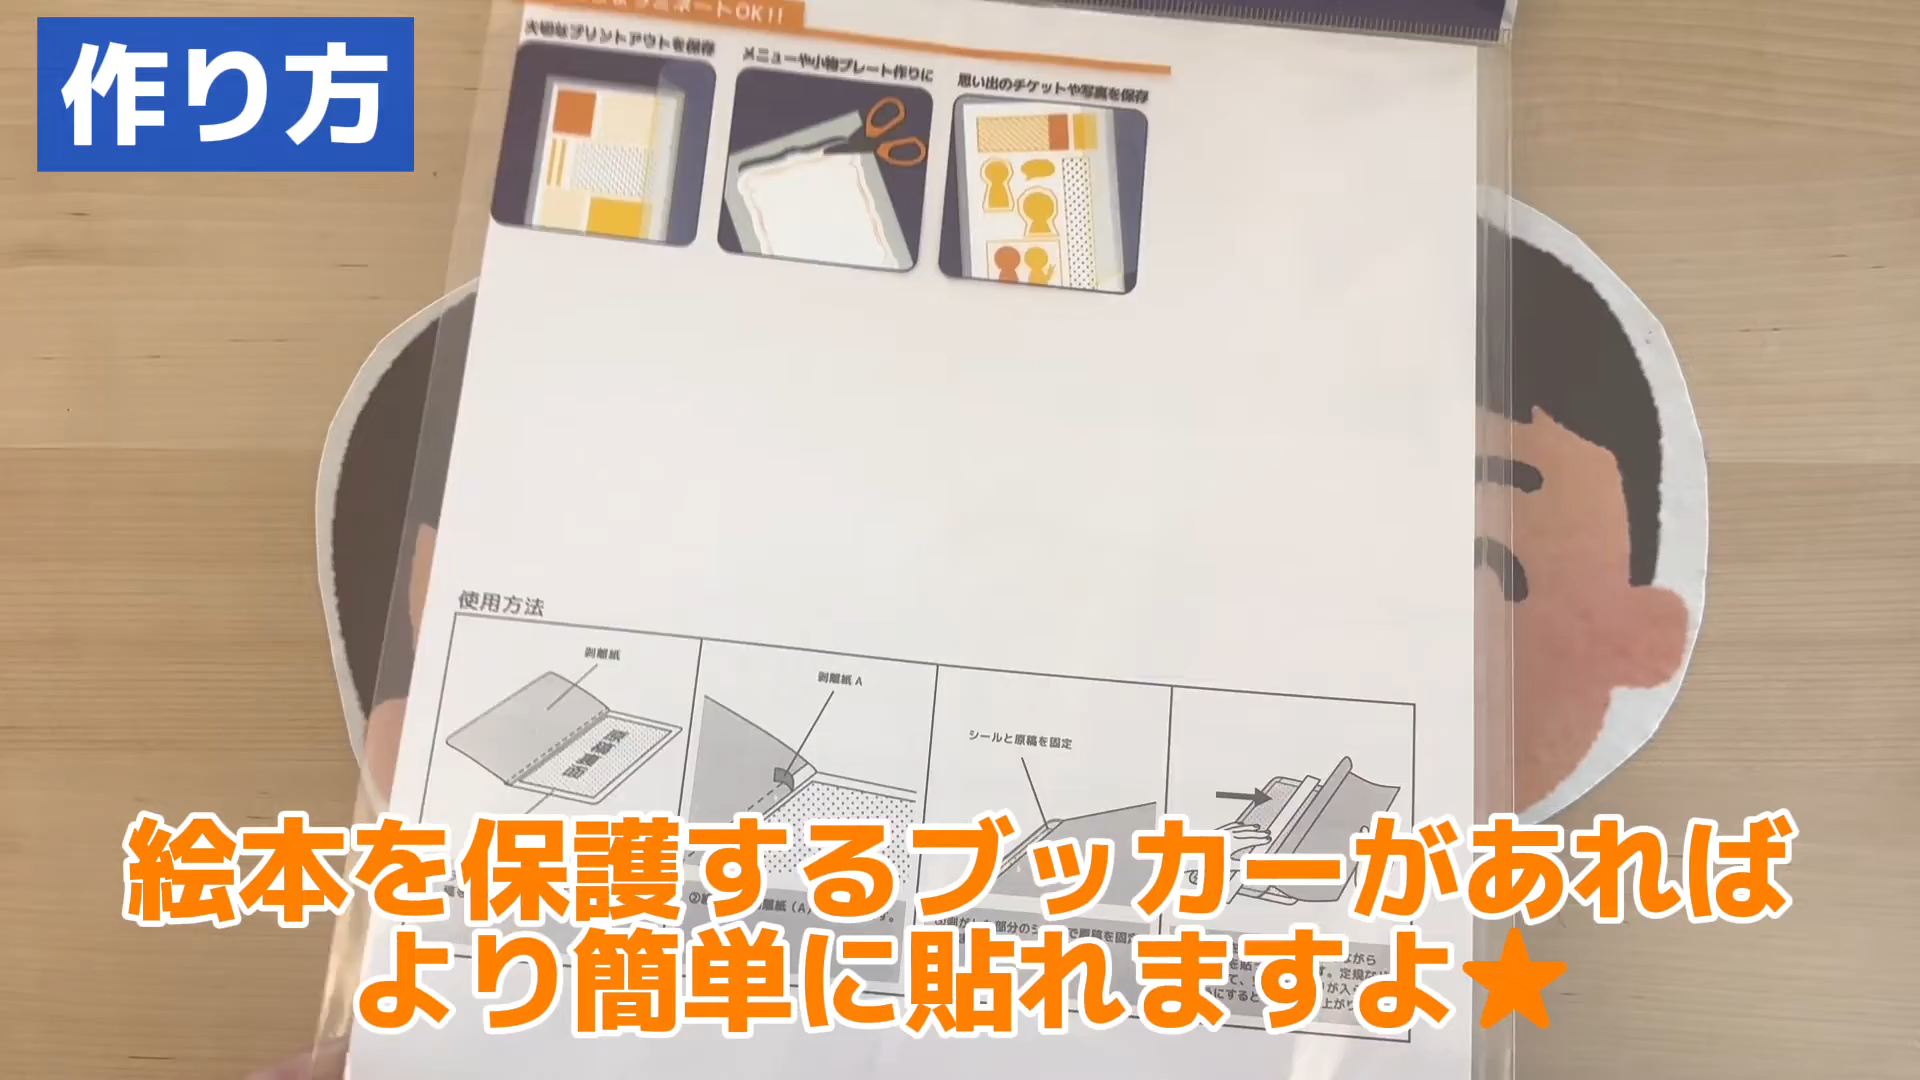 作り方
ートOK!!
大切なプリントアウトを保存
メニューや小物プレート作りに
思い出のチケットや写真を保存
使用方法
剥離紙
剥離紙 A
シールと原稿を固定
絵本を保護するブッカーがあれば
より簡単に貼れますよ★